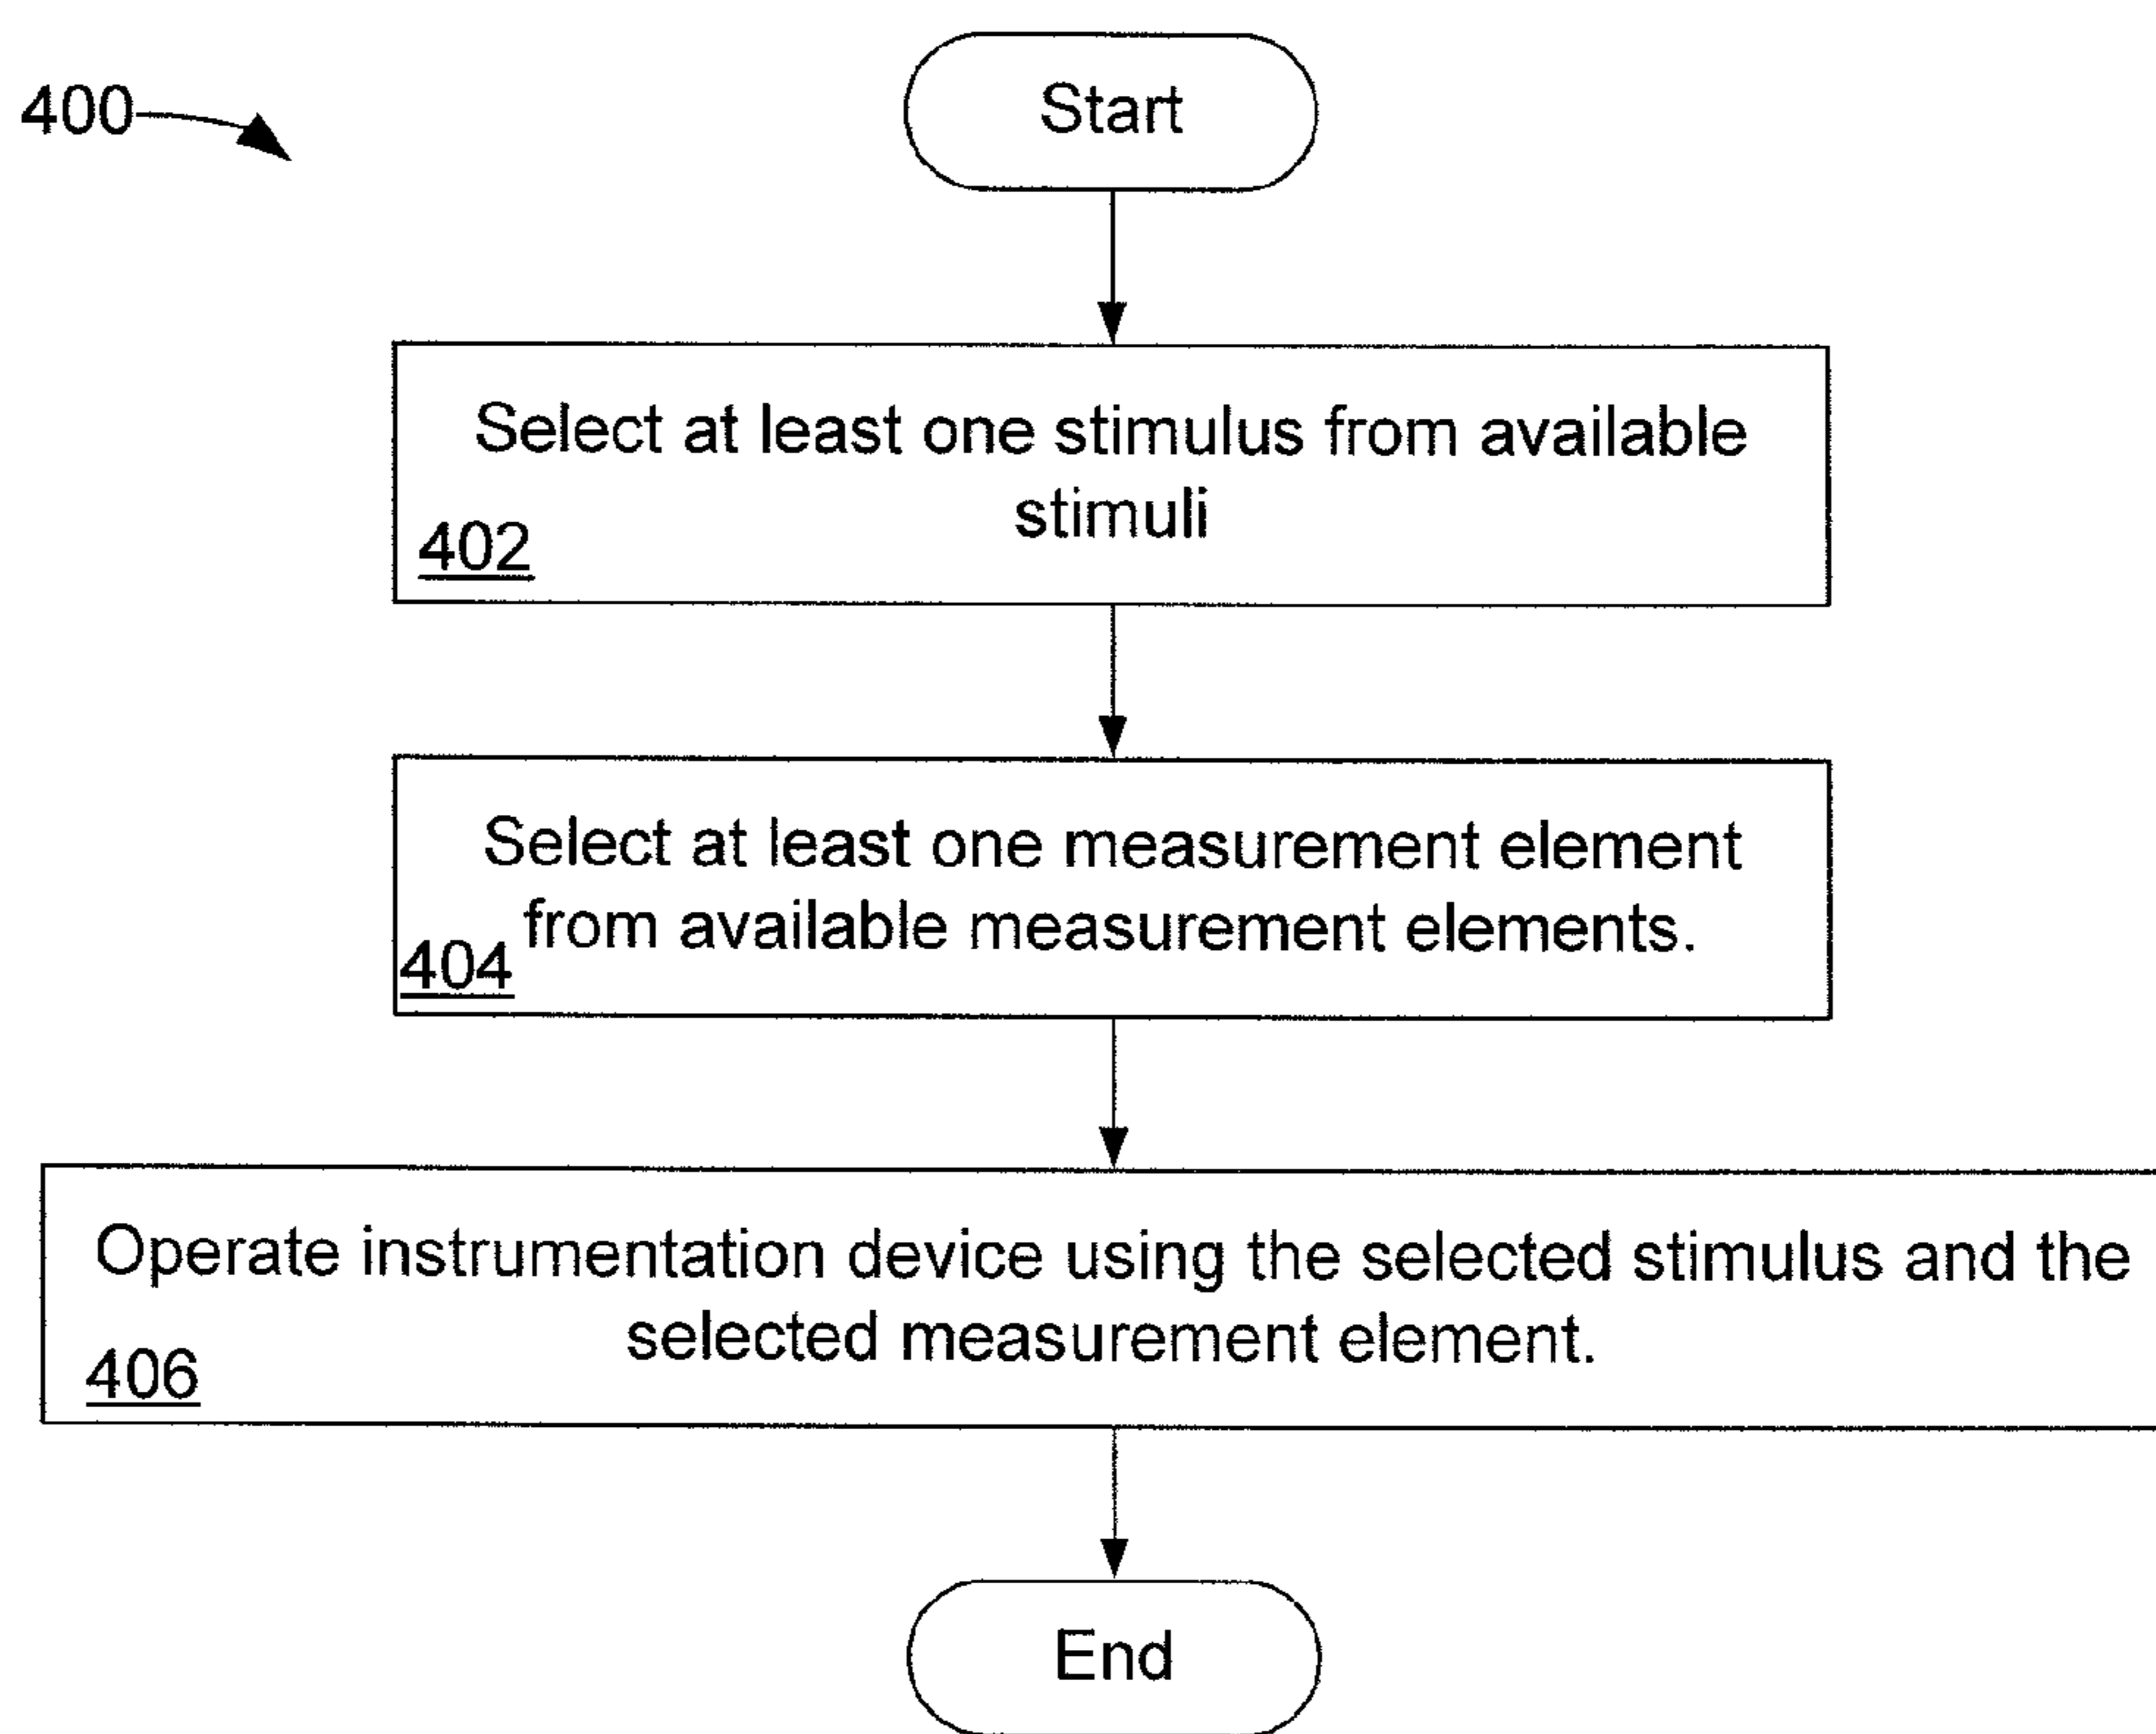 400
Start
Select at least one stimulus from available
stimuli
402
Select at least one measurement element
from available measurement elements.
404
Operate instrumentation device using the selected stimulus and the
selected measurement element.
406
End